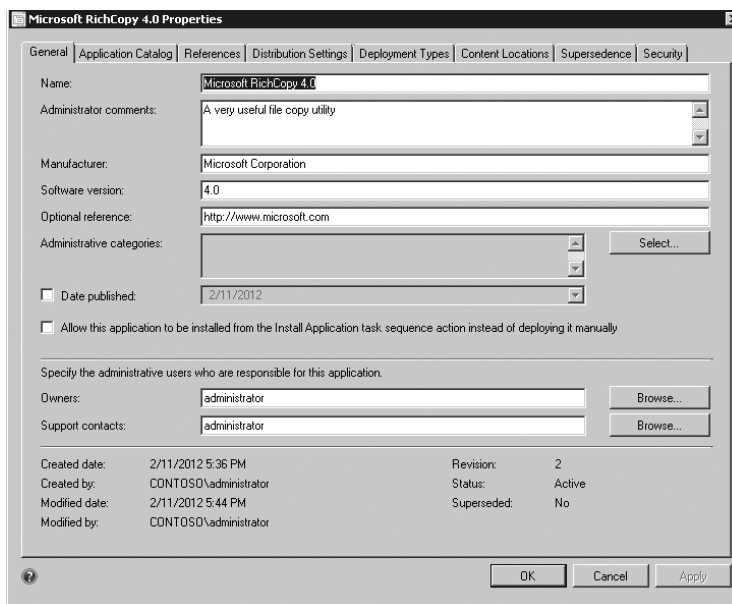 Microsoft RichCopy 4.0 Properties
General Application Catalog References Distribution Settings Deployment Types Content Locations Supersedence Security
Name: Microsoft RichCopy 4.0
Administrator comments: A very useful file copy utility
Manufacturer: Microsoft Corporation
Software version: 4.0
Optional reference: http://www.microsoft.com
Administrative categories: Select...
Date published: 2/11/2012
Allow this application to be installed from the Install Application task sequence action instead of deploying it manually
Specify the administrative users who are responsible for this application.
Owners: administrator Browse...
Support contacts: administrator Browse...
Created date: 2/11/2012 5:36 PM Revision: 2
Created by: CONTOSO\administrator Status: Active
Modified date: 2/11/2012 5:44 PM Superseded: No
Modified by: CONTOSO\administrator
OK Cancel Apply